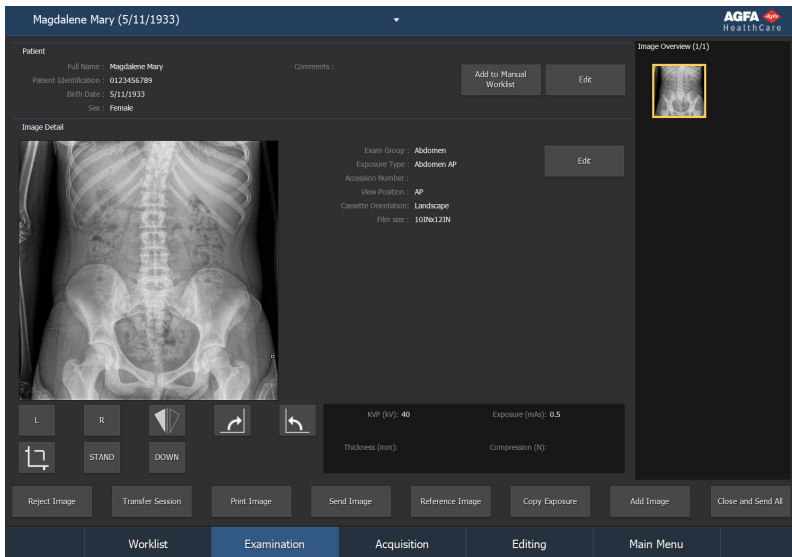 Magdalene Mary (5/11/1933)
AGFA Agfa
HealthCare
Patient
Full Name : Magdalene Mary
Comments :
Patient Identification : 0123456789
Birth Date : 5/11/1933
Sex : Female
Add to Manual
Worklist
Edit
Image Overview (1/1)
Image Detail
Exam Group : Abdomen
Exposure Type : Abdomen AP
Accession Number :
View Position : AP
Cassette Orientation: Landscape
Film size : 10INx12IN
Edit
L
R
STAND
DOWN
KVP (kV): 40
Exposure (mAs): 0.5
Thickness (mm):
Compression (N):
Reject Image
Transfer Session
Print Image
Send Image
Reference Image
Copy Exposure
Add Image
Close and Send All
Worklist
Examination
Acquisition
Editing
Main Menu